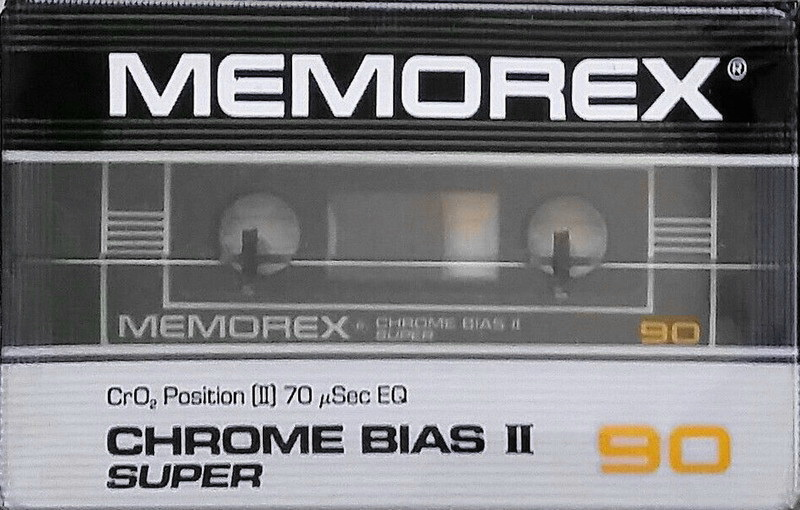 MEMOREX®
MEMOREX® CHROME BIAS II
SUPER
90
CrO₂ Position [II] 70 μSec EQ
CHROME BIAS II
SUPER
90